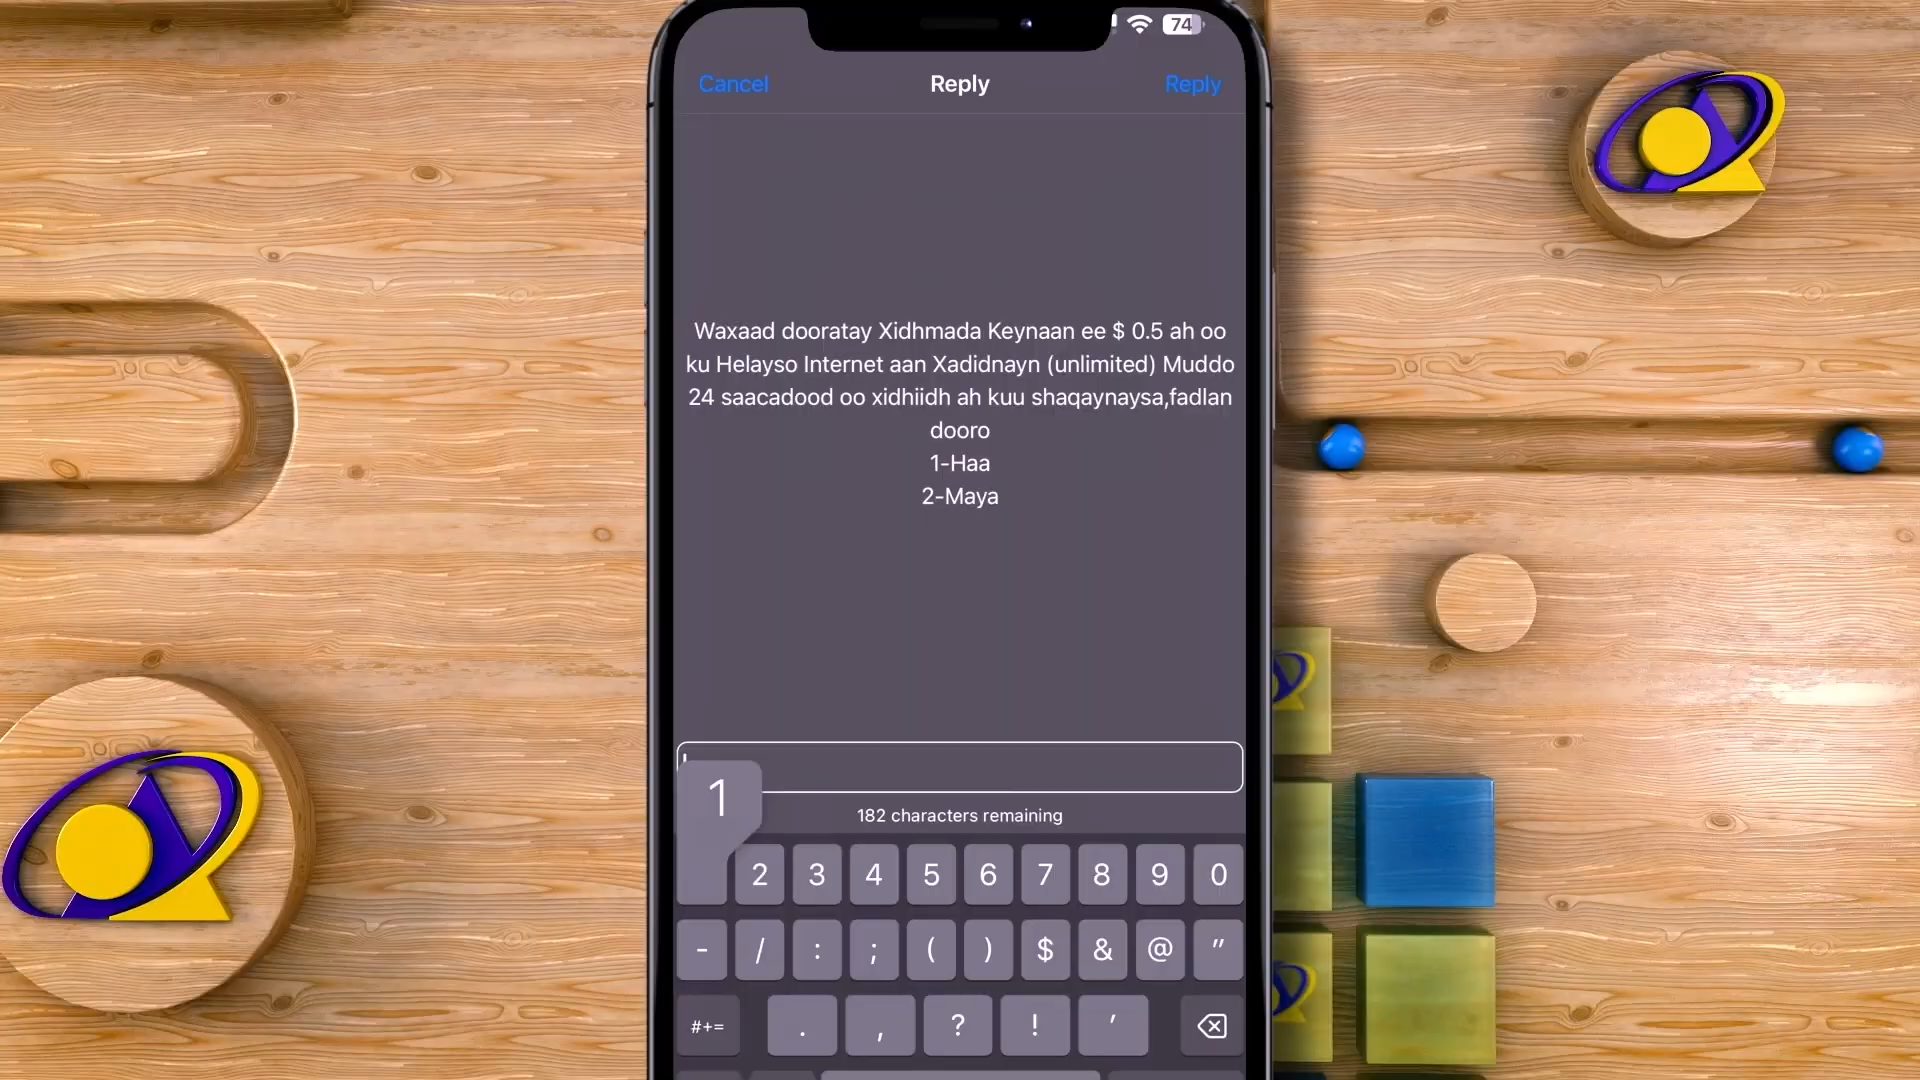 74
Cancel
Reply
Reply
Waxaad dooratay Xidhmada Keynaan ee $ 0.5 ah oo
ku Helayso Internet aan Xadidnayn (unlimited) Muddo
24 saacadood oo xidhiidh ah kuu shaqaynaysa,fadlan
dooro
1-Haa
2-Maya
182 characters remaining
1 2 3 4 5 6 7 8 9 0
- / : ; ( ) $ & @ "
#+= . , ? ! '